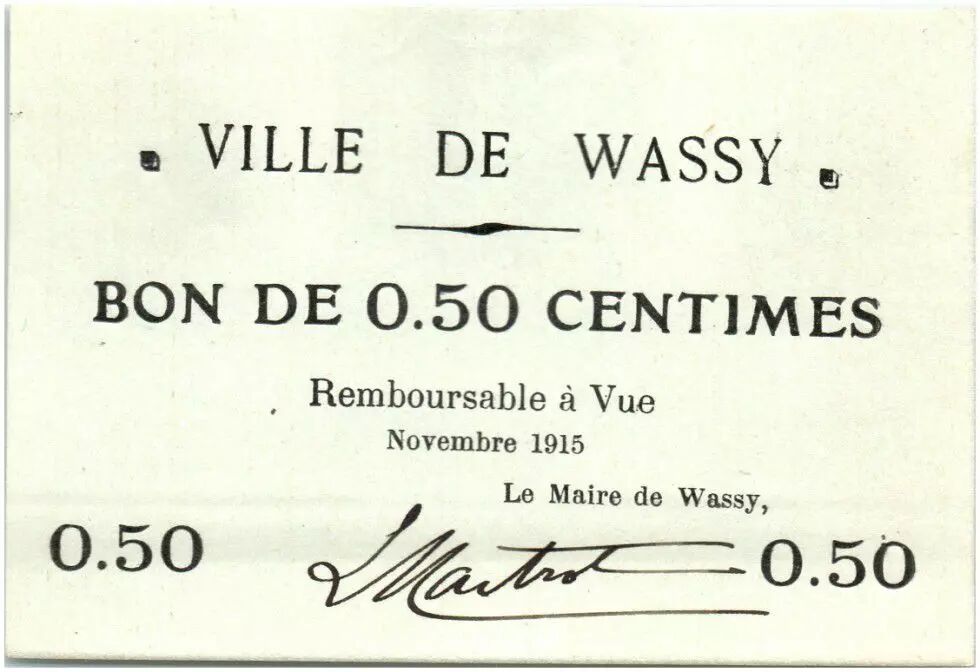 VILLE DE WASSY
BON DE 0.50 CENTIMES
Remboursable à Vue
Novembre 1915
Le Maire de Wassy,
0.50 0.50